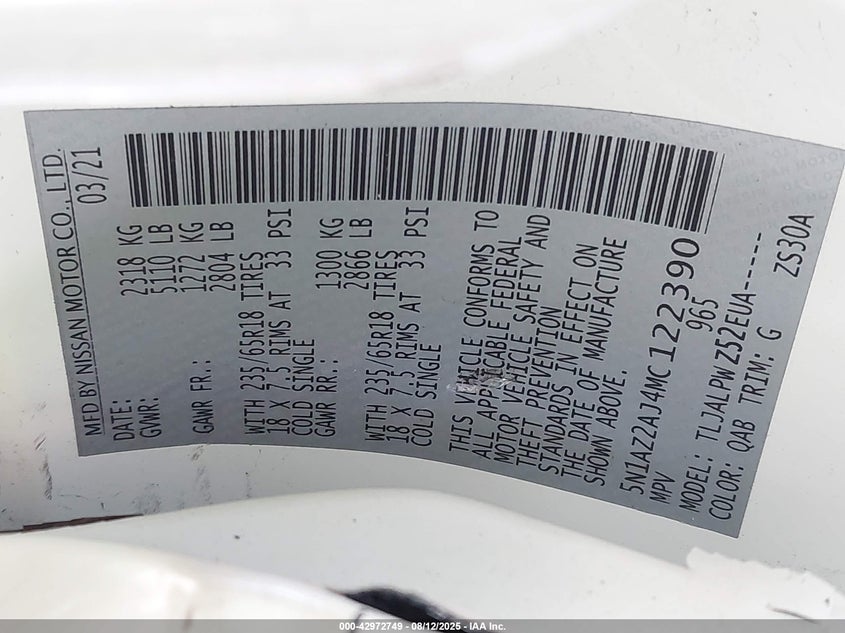 MFD BY NISSAN MOTOR CO., LTD.
DATE: 03/21
GVWR: 2318 KG
5110 LB
GAWR FR.: 1272 KG
2804 LB
WITH 235/65R18 TIRES
18 X 7.5 RIMS AT 33 PSI
COLD SINGLE
GAWR RR.: 1300 KG
2866 LB
WITH 235/65R18 TIRES
18 X 7.5 RIMS AT 33 PSI
COLD SINGLE
THIS VEHICLE CONFORMS TO
ALL APPLICABLE FEDERAL
MOTOR VEHICLE SAFETY AND
THEFT PREVENTION
STANDARDS IN EFFECT ON
THE DATE OF MANUFACTURE
SHOWN ABOVE.
5N1AZ2AJ4MC122390
MPV 965
MODEL: TLJALPWZ52EUA------
COLOR: QAB TRIM: G ZS30A
000-42972749 - 08/12/2025 - IAA Inc.